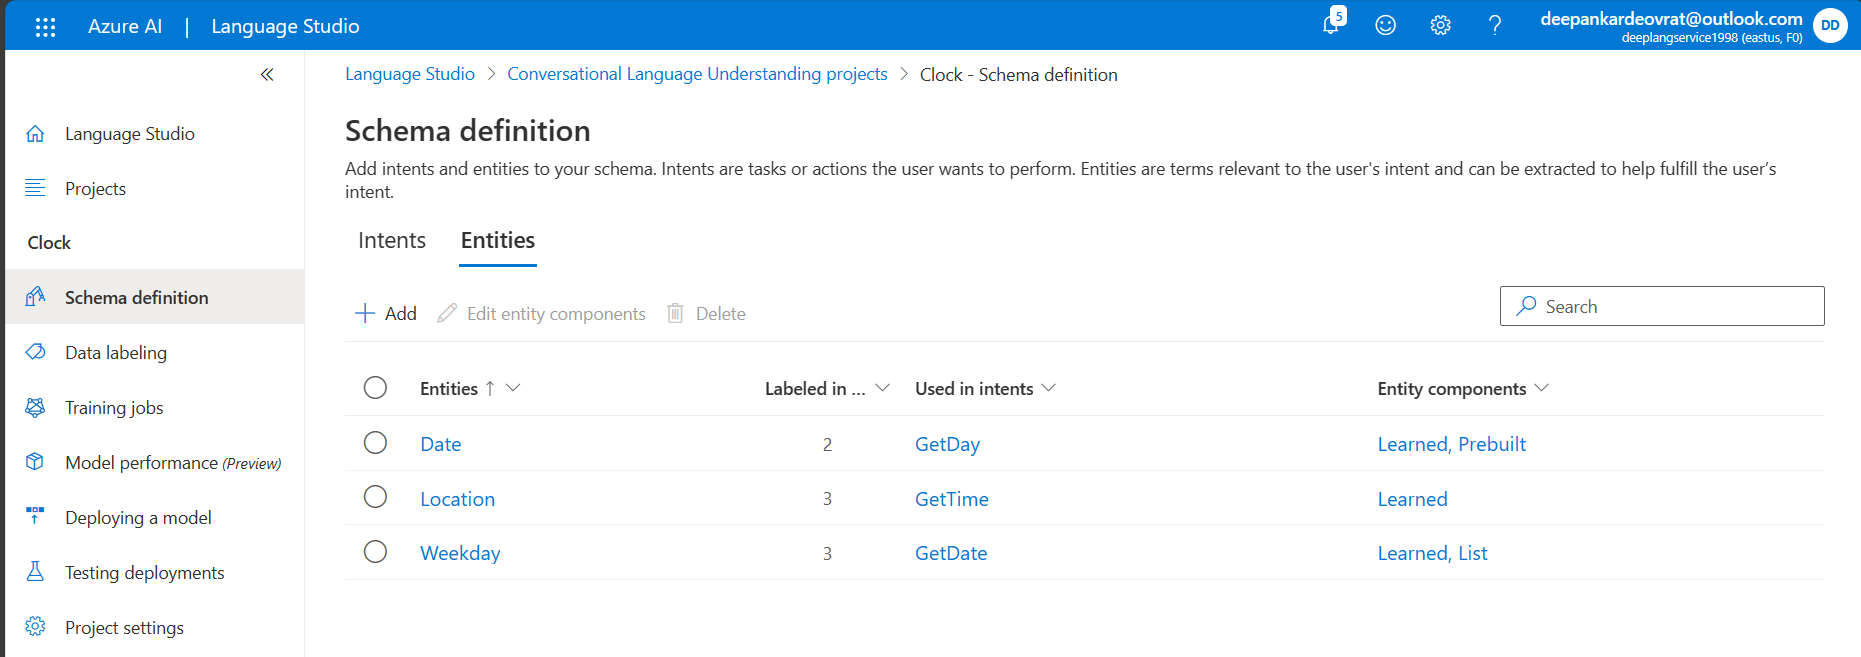 Azure AI | Language Studio
5
deepankardeovrat@outlook.com
deeplangservice1998 (eastus, F0)
DD
Language Studio
Projects
Clock
Schema definition
Data labeling
Training jobs
Model performance (Preview)
Deploying a model
Testing deployments
Project settings
Language Studio > Conversational Language Understanding projects > Clock - Schema definition
Schema definition
Add intents and entities to your schema. Intents are tasks or actions the user wants to perform. Entities are terms relevant to the user's intent and can be extracted to help fulfill the user’s
intent.
Intents Entities
Add Edit entity components Delete
Search
Entities ↑ Labeled in ... Used in intents Entity components
Date 2 GetDay Learned, Prebuilt
Location 3 GetTime Learned
Weekday 3 GetDate Learned, List